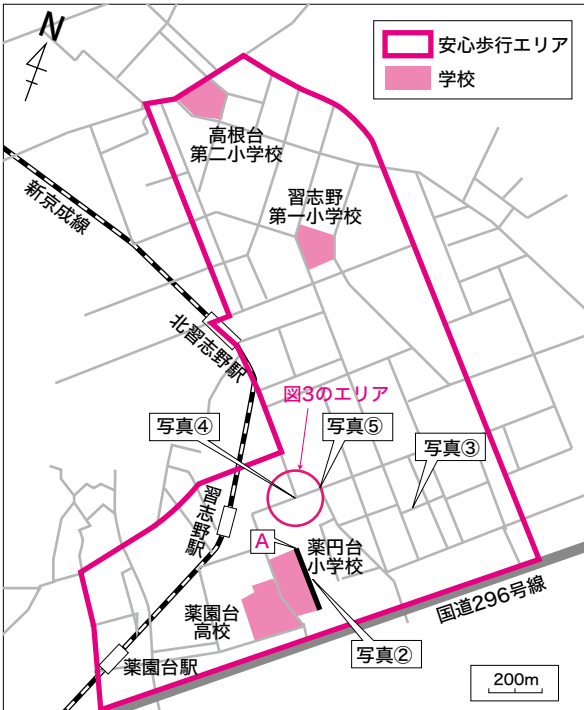 N
安心歩行エリア
学校
高根台
第二小学校
習志野
第一小学校
新京成線
北習志野駅
図3のエリア
写真④
写真⑤
写真③
習志野駅
A
薬円台
小学校
薬園台
高校
国道296号線
写真②
薬園台駅
200m